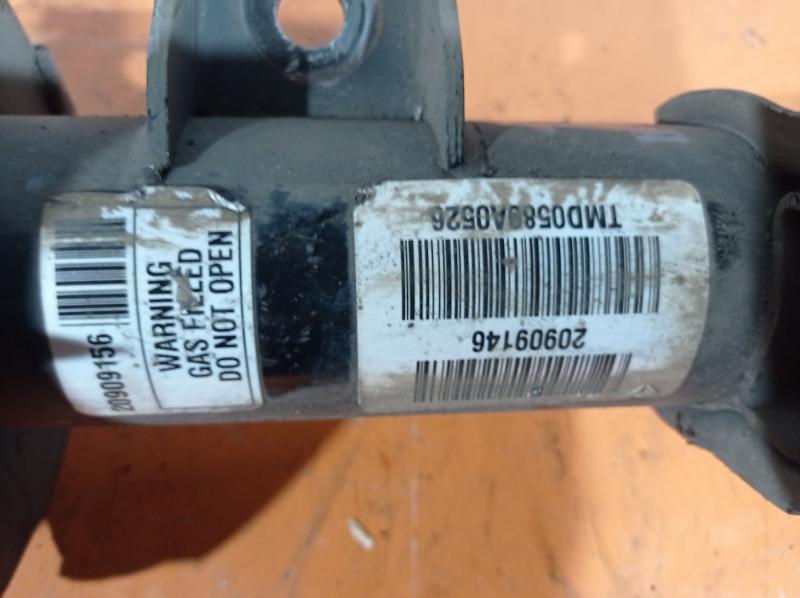 20909156
WARNING
GAS FILLED
DO NOT OPEN
20909146
TMD0589A0526